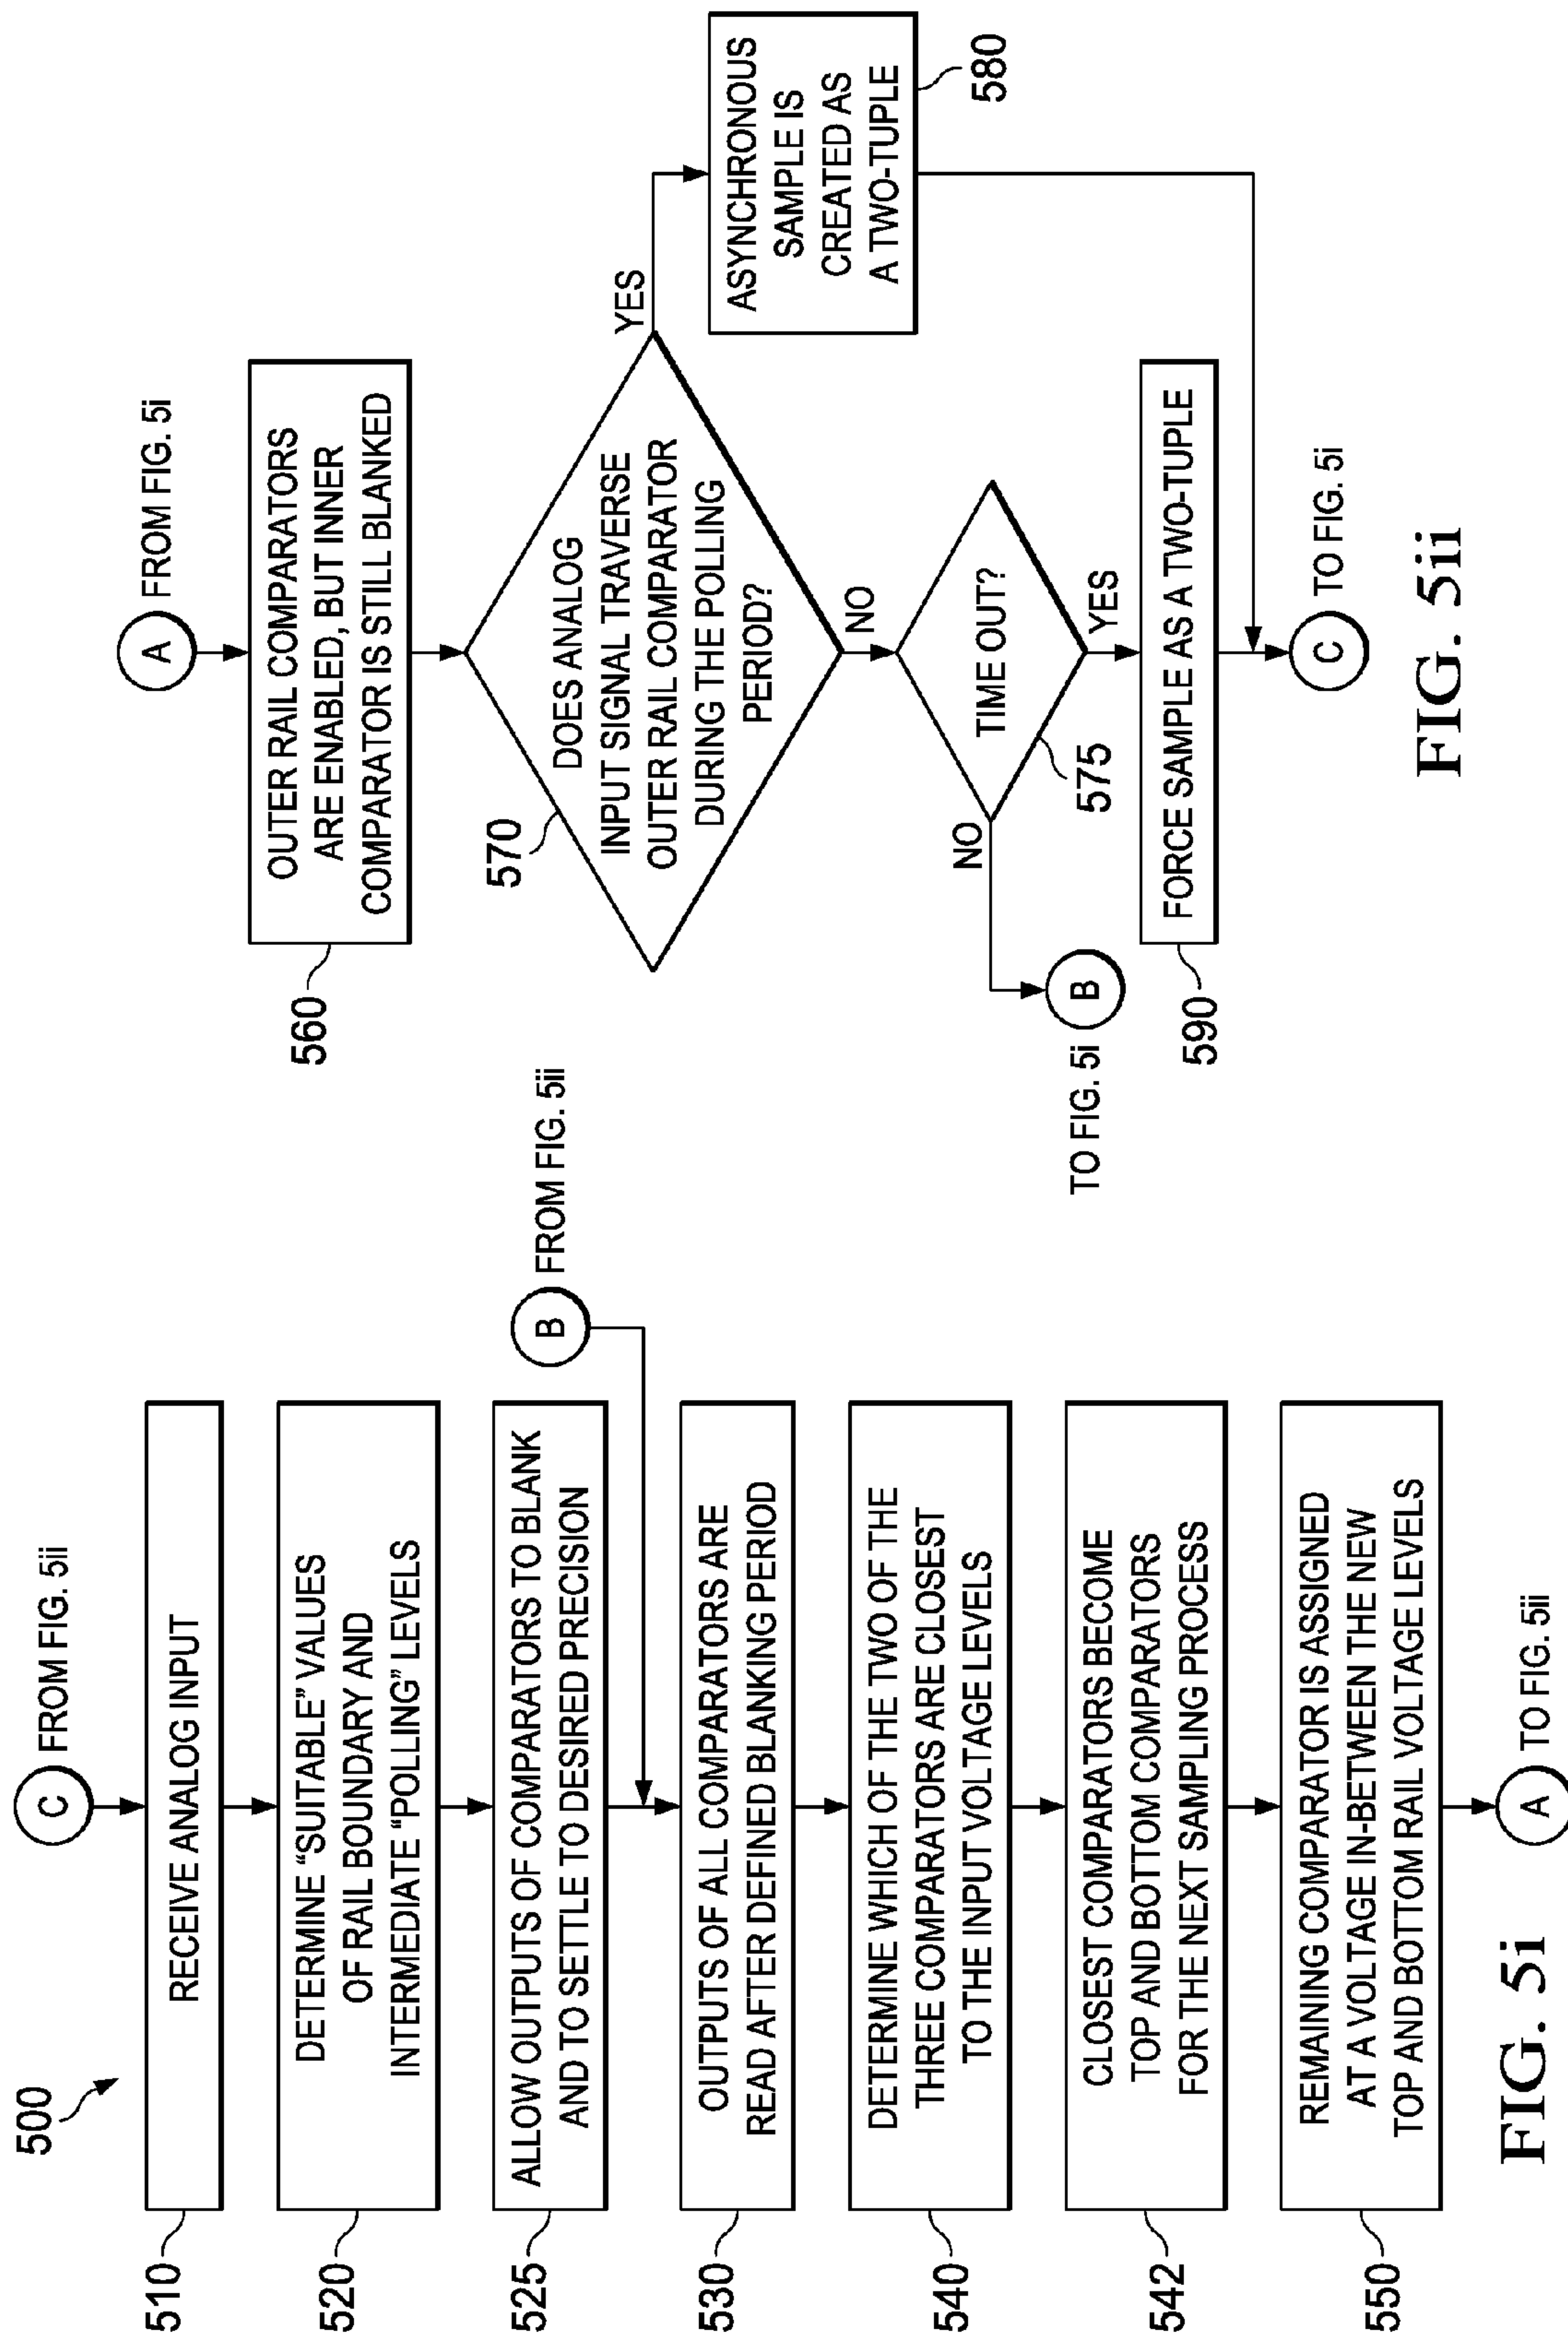 500
C FROM FIG. 5ii
510
RECEIVE ANALOG INPUT
520
DETERMINE “SUITABLE” VALUES
OF RAIL BOUNDARY AND
INTERMEDIATE “POLLING” LEVELS
525
ALLOW OUTPUTS OF COMPARATORS TO BLANK
AND TO SETTLE TO DESIRED PRECISION
B FROM FIG. 5ii
530
OUTPUTS OF ALL COMPARATORS ARE
READ AFTER DEFINED BLANKING PERIOD
540
DETERMINE WHICH OF THE TWO OF THE
THREE COMPARATORS ARE CLOSEST
TO THE INPUT VOLTAGE LEVELS
542
CLOSEST COMPARATORS BECOME
TOP AND BOTTOM COMPARATORS
FOR THE NEXT SAMPLING PROCESS
550
REMAINING COMPARATOR IS ASSIGNED
AT A VOLTAGE IN-BETWEEN THE NEW
TOP AND BOTTOM RAIL VOLTAGE LEVELS
A TO FIG. 5ii
FIG. 5i
A FROM FIG. 5i
560
OUTER RAIL COMPARATORS
ARE ENABLED, BUT INNER
COMPARATOR IS STILL BLANKED
570
DOES ANALOG
INPUT SIGNAL TRAVERSE
OUTER RAIL COMPARATOR
DURING THE POLLING
PERIOD?
YES
NO
ASYNCHRONOUS
SAMPLE IS
CREATED AS
A TWO-TUPLE
580
TIME OUT?
575
NO
YES
TO FIG. 5i B
590
FORCE SAMPLE AS A TWO-TUPLE
C TO FIG. 5i
FIG. 5ii